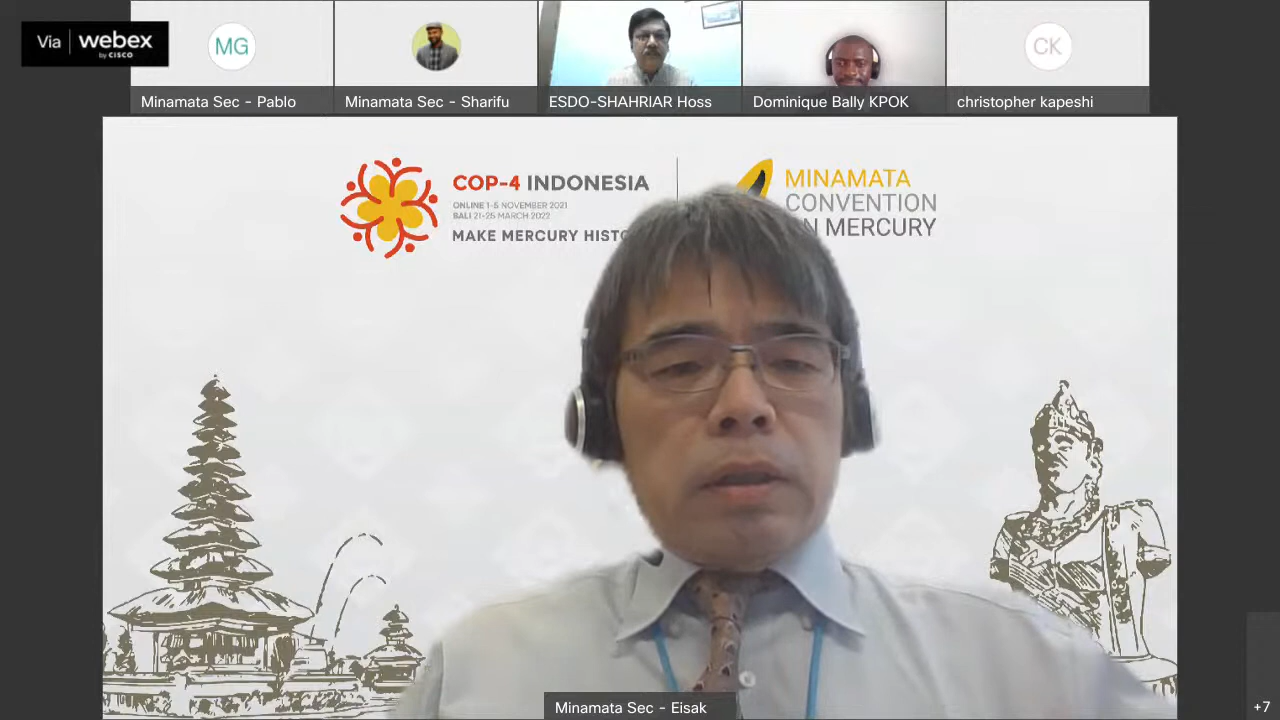 Via webex
by CISCO
MG
CK
Minamata Sec - Pablo
Minamata Sec - Sharifu
ESDO-SHAHRIAR Hoss
Dominique Bally KPOK
christopher kapeshi
COP-4 INDONESIA
ONLINE 1-5 NOVEMBER 2021
BALI 21-25 MARCH 2022
MAKE MERCURY
MINAMATA
CONVENTION
MERCURY
Minamata Sec - Eisak
+7